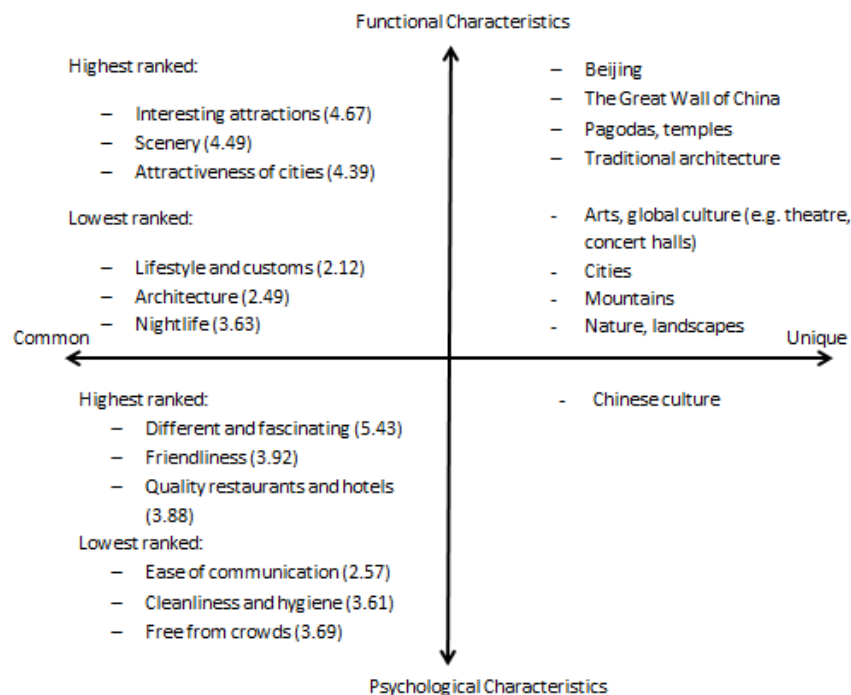 Functional Characteristics
Highest ranked:
– Interesting attractions (4.67)
– Scenery (4.49)
– Attractiveness of cities (4.39)
Lowest ranked:
– Lifestyle and customs (2.12)
– Architecture (2.49)
– Nightlife (3.63)
– Beijing
– The Great Wall of China
– Pagodas, temples
– Traditional architecture
- Arts, global culture (e.g. theatre,
concert halls)
- Cities
- Mountains
- Nature, landscapes
Common
Unique
Highest ranked:
– Different and fascinating (5.43)
– Friendliness (3.92)
– Quality restaurants and hotels
(3.88)
Lowest ranked:
– Ease of communication (2.57)
– Cleanliness and hygiene (3.61)
– Free from crowds (3.69)
- Chinese culture
Psychological Characteristics